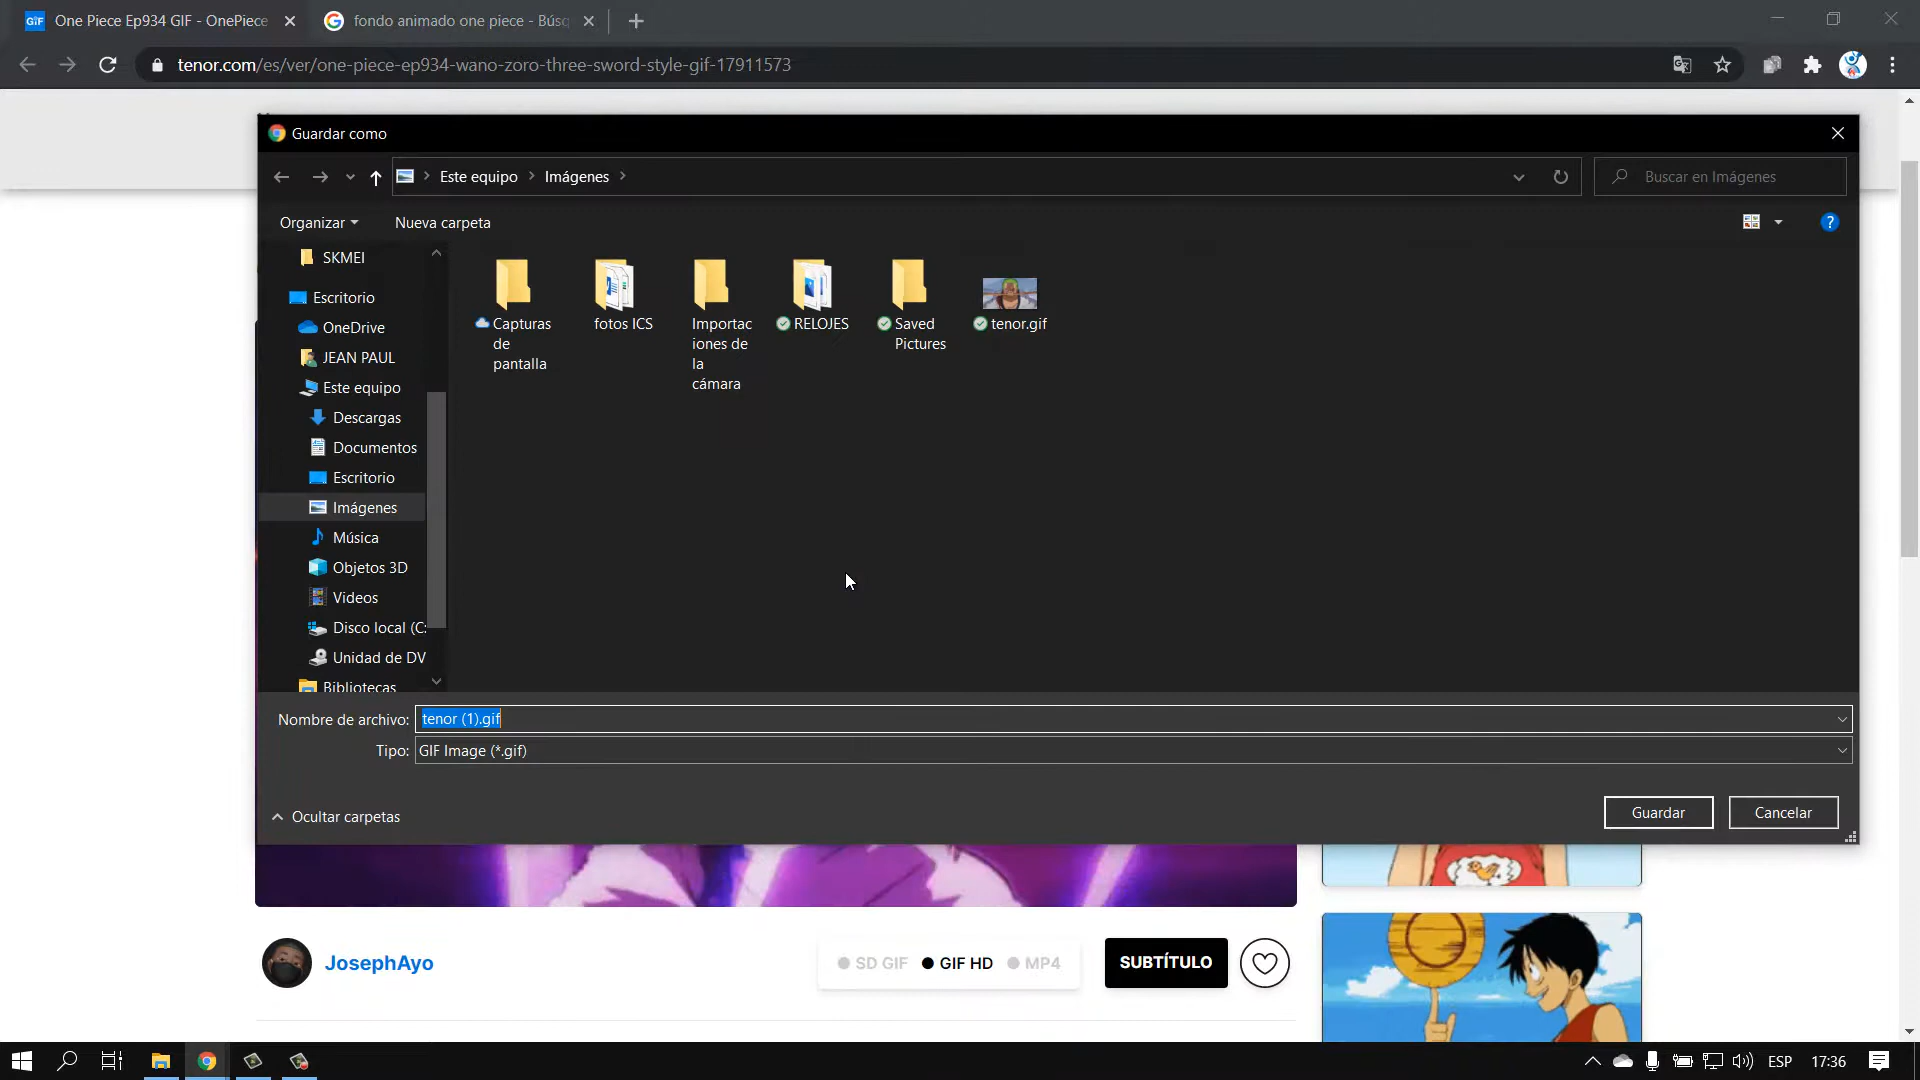 GIF
One Piece Ep934 GIF - OnePiece
fondo animado one piece - Búsq
tenor.com/es/ver/one-piece-ep934-wano-zoro-three-sword-style-gif-17911573
Guardar como
Este equipo
Imágenes
Buscar en Imágenes
Organizar
Nueva carpeta
SKMEI
Escritorio
OneDrive
JEAN PAUL
Este equipo
Descargas
Documentos
Escritorio
Imágenes
Música
Objetos 3D
Videos
Disco local (C:
Unidad de DV
Bibliotecas
Capturas
de
pantalla
fotos ICS
Importac
iones de
la
cámara
RELOJES
Saved
Pictures
tenor.gif
Nombre de archivo:
tenor (1).gif
Tipo:
GIF Image (*.gif)
Ocultar carpetas
Guardar
Cancelar
JosephAyo
SD GIF
GIF HD
MP4
SUBTÍTULO
ESP
17:36